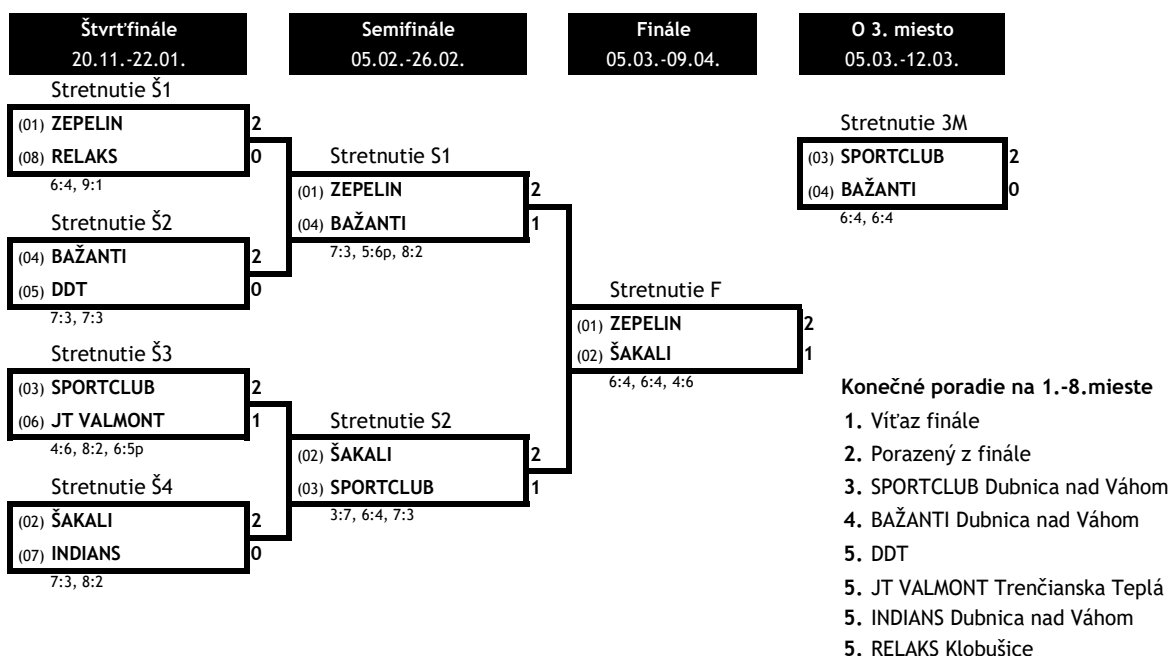 Štvrťfinále
20.11.-22.01.
Semifinále
05.02.-26.02.
Finále
05.03.-09.04.
O 3. miesto
05.03.-12.03.
Stretnutie Š1
(01) ZEPELIN 2
(08) RELAKS 0
6:4, 9:1
Stretnutie Š2
(04) BAŽANTI 2
(05) DDT 0
7:3, 7:3
Stretnutie Š3
(03) SPORTCLUB 2
(06) JT VALMONT 1
4:6, 8:2, 6:5p
Stretnutie Š4
(02) ŠAKALI 2
(07) INDIANS 0
7:3, 8:2
Stretnutie S1
(01) ZEPELIN 2
(04) BAŽANTI 1
7:3, 5:6p, 8:2
Stretnutie S2
(02) ŠAKALI 2
(03) SPORTCLUB 1
3:7, 6:4, 7:3
Stretnutie F
(01) ZEPELIN 2
(02) ŠAKALI 1
6:4, 6:4, 4:6
Stretnutie 3M
(03) SPORTCLUB 2
(04) BAŽANTI 0
6:4, 6:4
Konečné poradie na 1.-8.mieste
1. Víťaz finále
2. Porazený z finále
3. SPORTCLUB Dubnica nad Váhom
4. BAŽANTI Dubnica nad Váhom
5. DDT
5. JT VALMONT Trenčianska Teplá
5. INDIANS Dubnica nad Váhom
5. RELAKS Klobušice